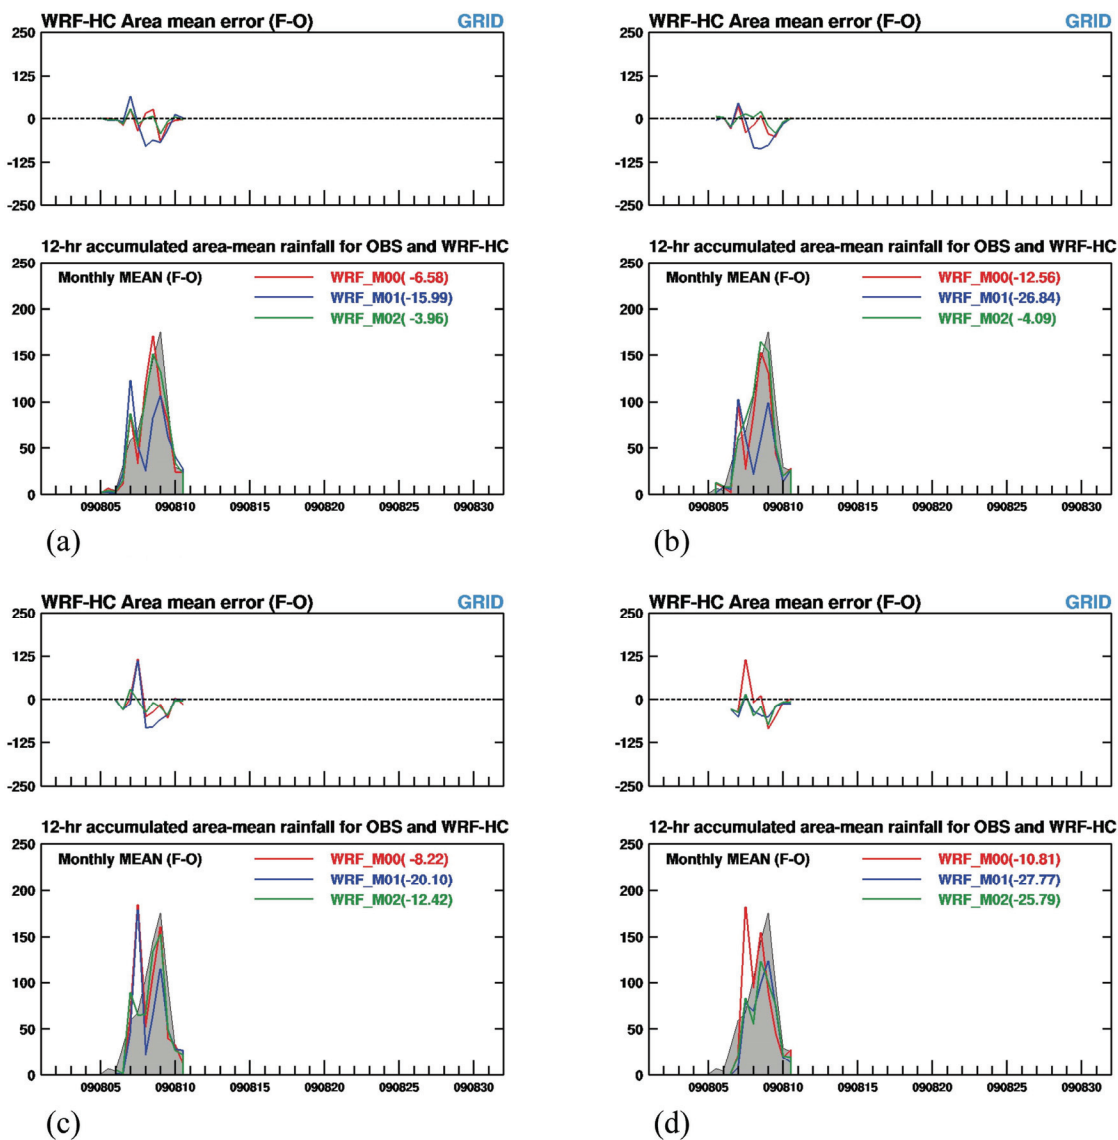 WRF-HC Area mean error (F-O) GRID
250
125
0
-125
-250
12-hr accumulated area-mean rainfall for OBS and WRF-HC
250
200
150
100
50
0
Monthly MEAN (F-O)
WRF_M00( -6.58)
WRF_M01(-15.99)
WRF_M02( -3.96)
090805 090810 090815 090820 090825 090830
(a)
WRF-HC Area mean error (F-O) GRID
250
125
0
-125
-250
12-hr accumulated area-mean rainfall for OBS and WRF-HC
250
200
150
100
50
0
Monthly MEAN (F-O)
WRF_M00(-12.56)
WRF_M01(-26.84)
WRF_M02( -4.09)
090805 090810 090815 090820 090825 090830
(b)
WRF-HC Area mean error (F-O) GRID
250
125
0
-125
-250
12-hr accumulated area-mean rainfall for OBS and WRF-HC
250
200
150
100
50
0
Monthly MEAN (F-O)
WRF_M00( -8.22)
WRF_M01(-20.10)
WRF_M02(-12.42)
090805 090810 090815 090820 090825 090830
(c)
WRF-HC Area mean error (F-O) GRID
250
125
0
-125
-250
12-hr accumulated area-mean rainfall for OBS and WRF-HC
250
200
150
100
50
0
Monthly MEAN (F-O)
WRF_M00(-10.81)
WRF_M01(-27.77)
WRF_M02(-25.79)
090805 090810 090815 090820 090825 090830
(d)